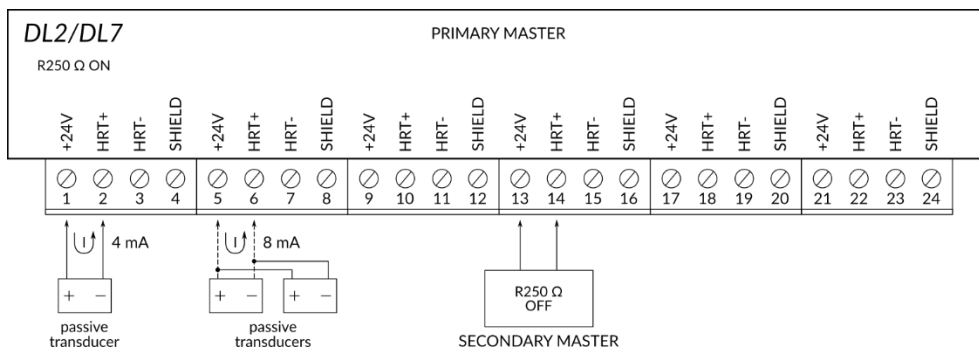 DL2/DL7
PRIMARY MASTER
R250 Ω ON
+24V HRT+ HRT- SHIELD +24V HRT+ HRT- SHIELD +24V HRT+ HRT- SHIELD +24V HRT+ HRT- SHIELD +24V HRT+ HRT- SHIELD +24V HRT+ HRT- SHIELD
1 2 3 4 5 6 7 8 9 10 11 12 13 14 15 16 17 18 19 20 21 22 23 24
I 4 mA I 8 mA
+ − + − + −
R250 Ω
OFF
passive
transducer
passive
transducers
SECONDARY MASTER